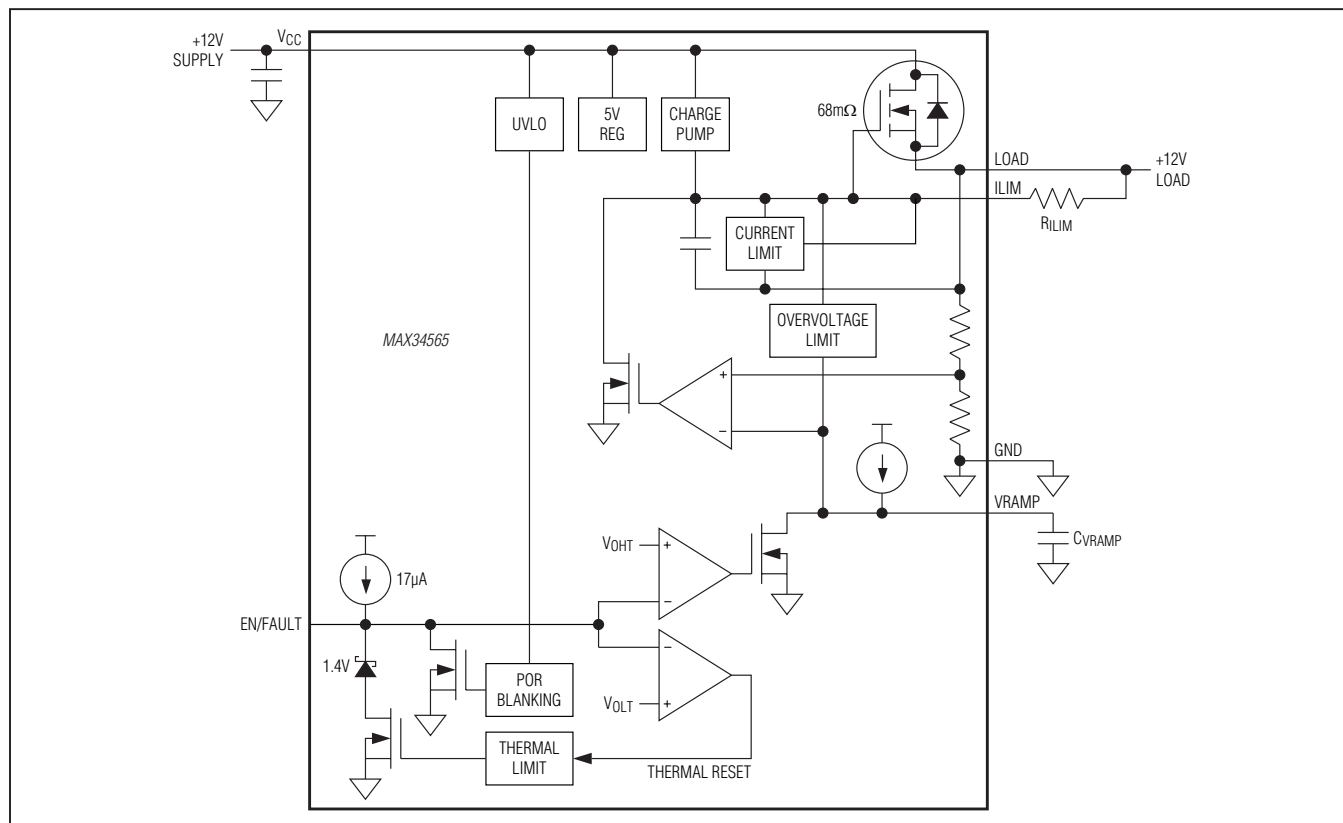 +12V
SUPPLY
VCC
UVLO
5V
REG
CHARGE
PUMP
68mΩ
LOAD
+12V
LOAD
ILIM
RILIM
CURRENT
LIMIT
OVERVOLTAGE
LIMIT
MAX34565
+
−
GND
VRAMP
CVRAMP
VOHT
+
−
17µA
EN/FAULT
1.4V
POR
BLANKING
−
VOLT
+
THERMAL
LIMIT
THERMAL RESET